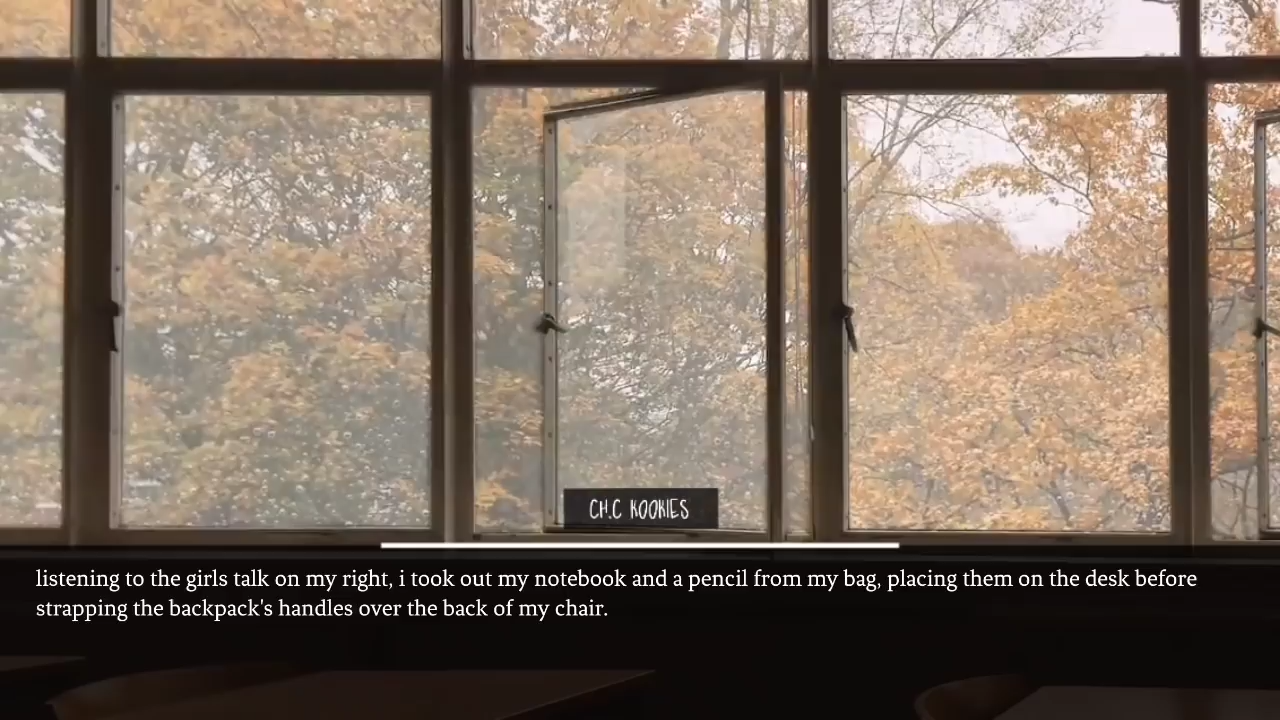 CH.C KOOKIES
listening to the girls talk on my right, i took out my notebook and a pencil from my bag, placing them on the desk before
strapping the backpack's handles over the back of my chair.